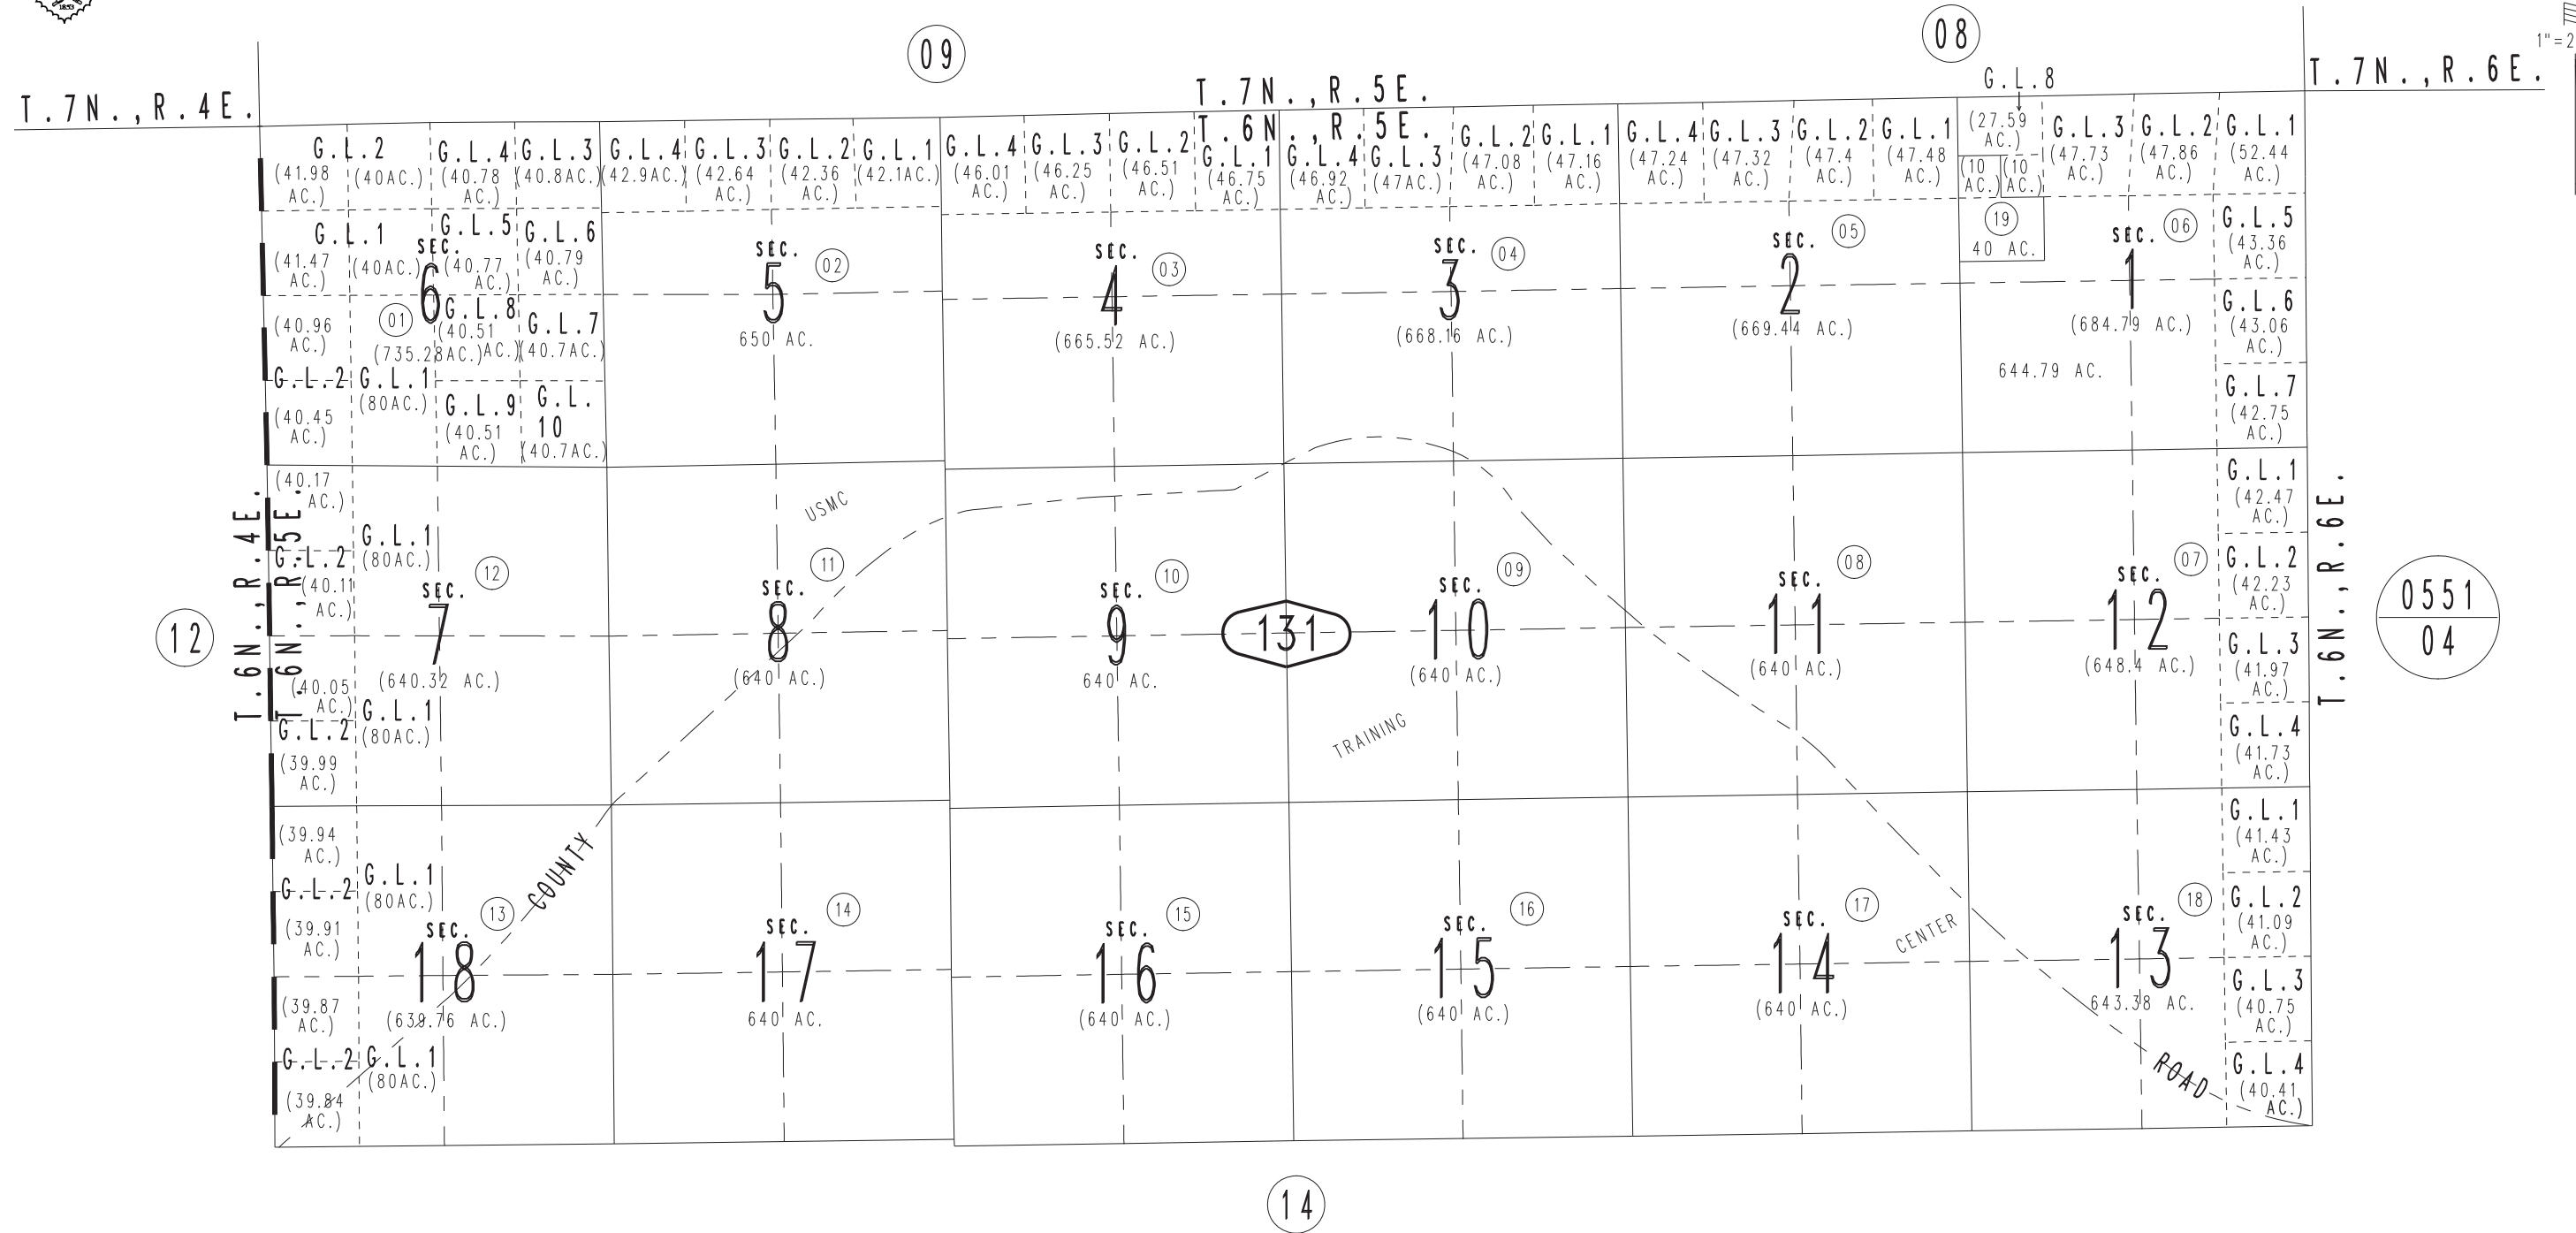 1853
09
08
1"=2
T.7N.,R.4E.
T.7N.,R.5E.
T.6N.,R.5E.
G.L.8
T.7N.,R.6E.
G.L.2
(41.98
AC.)
(40AC.)
G.L.4
(40.78
AC.)
G.L.3
(40.8AC.)
G.L.4
(42.9AC.)
G.L.3
(42.64
AC.)
G.L.2
(42.36
AC.)
G.L.1
(42.1AC.)
G.L.4
(46.01
AC.)
G.L.3
(46.25
AC.)
G.L.2
(46.51
AC.)
G.L.1
(46.75
AC.)
G.L.4
(46.92
AC.)
G.L.3
(47AC.)
G.L.2
(47.08
AC.)
G.L.1
(47.16
AC.)
G.L.4
(47.24
AC.)
G.L.3
(47.32
AC.)
G.L.2
(47.4
AC.)
G.L.1
(47.48
AC.)
(27.59
AC.)
(10
AC.)
(10
AC.)
G.L.3
(47.73
AC.)
G.L.2
(47.86
AC.)
G.L.1
(52.44
AC.)
G.L.1
(41.47
AC.)
(40AC.)
G.L.5
(40.77
AC.)
G.L.6
(40.79
AC.)
SEC.
6
01
(735.28AC.)
(40.96
AC.)
G.L.8
(40.51
AC.)
G.L.7
(40.7AC.)
G.L.2
(40.45
AC.)
G.L.1
(80AC.)
G.L.9
(40.51
AC.)
G.L.
10
(40.7AC.)
SEC.
5
02
650 AC.
SEC.
4
03
(665.52 AC.)
SEC.
3
04
(668.16 AC.)
SEC.
2
05
(669.44 AC.)
19
40 AC.
SEC.
1
06
(684.79 AC.)
644.79 AC.
G.L.5
(43.36
AC.)
G.L.6
(43.06
AC.)
G.L.7
(42.75
AC.)
T.6N.,R.4E.
T.6N.,R.5E.
12
(40.17
AC.)
G.L.1
(80AC.)
G.L.2
(40.11
AC.)
SEC.
7
12
(640.32 AC.)
(40.05
AC.)
G.L.1
(80AC.)
G.L.2
(39.99
AC.)
USMC
SEC.
8
11
(640 AC.)
SEC.
9
10
640 AC.
131
SEC.
10
09
(640 AC.)
TRAINING
SEC.
11
08
(640 AC.)
SEC.
12
07
(648.4 AC.)
G.L.1
(42.47
AC.)
G.L.2
(42.23
AC.)
G.L.3
(41.97
AC.)
G.L.4
(41.73
AC.)
T.6N.,R.6E.
0551
04
(39.94
AC.)
G.L.1
(80AC.)
G.L.2
(39.91
AC.)
COUNTY
SEC.
18
13
(639.76 AC.)
(39.87
AC.)
G.L.2
G.L.1
(80AC.)
(39.84
AC.)
SEC.
17
14
640 AC.
SEC.
16
15
(640 AC.)
SEC.
15
16
(640 AC.)
SEC.
14
17
(640 AC.)
CENTER
SEC.
13
18
643.38 AC.
ROAD
G.L.1
(41.43
AC.)
G.L.2
(41.09
AC.)
G.L.3
(40.75
AC.)
G.L.4
(40.41
AC.)
14